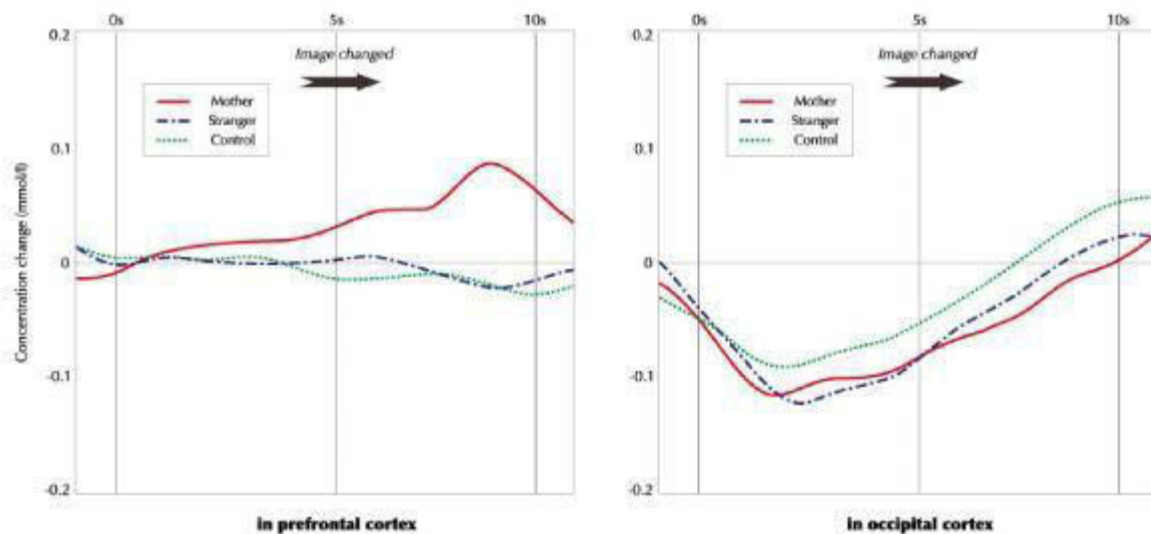 0s 5s 10s
0.2
Image changed
Mother
Stranger
Control
0.1
0
-0.1
-0.2
Concentration change (mmol/l)
in prefrontal cortex
0s 5s 10s
0.2
Image changed
Mother
Stranger
Control
0.1
0
-0.1
-0.2
in occipital cortex